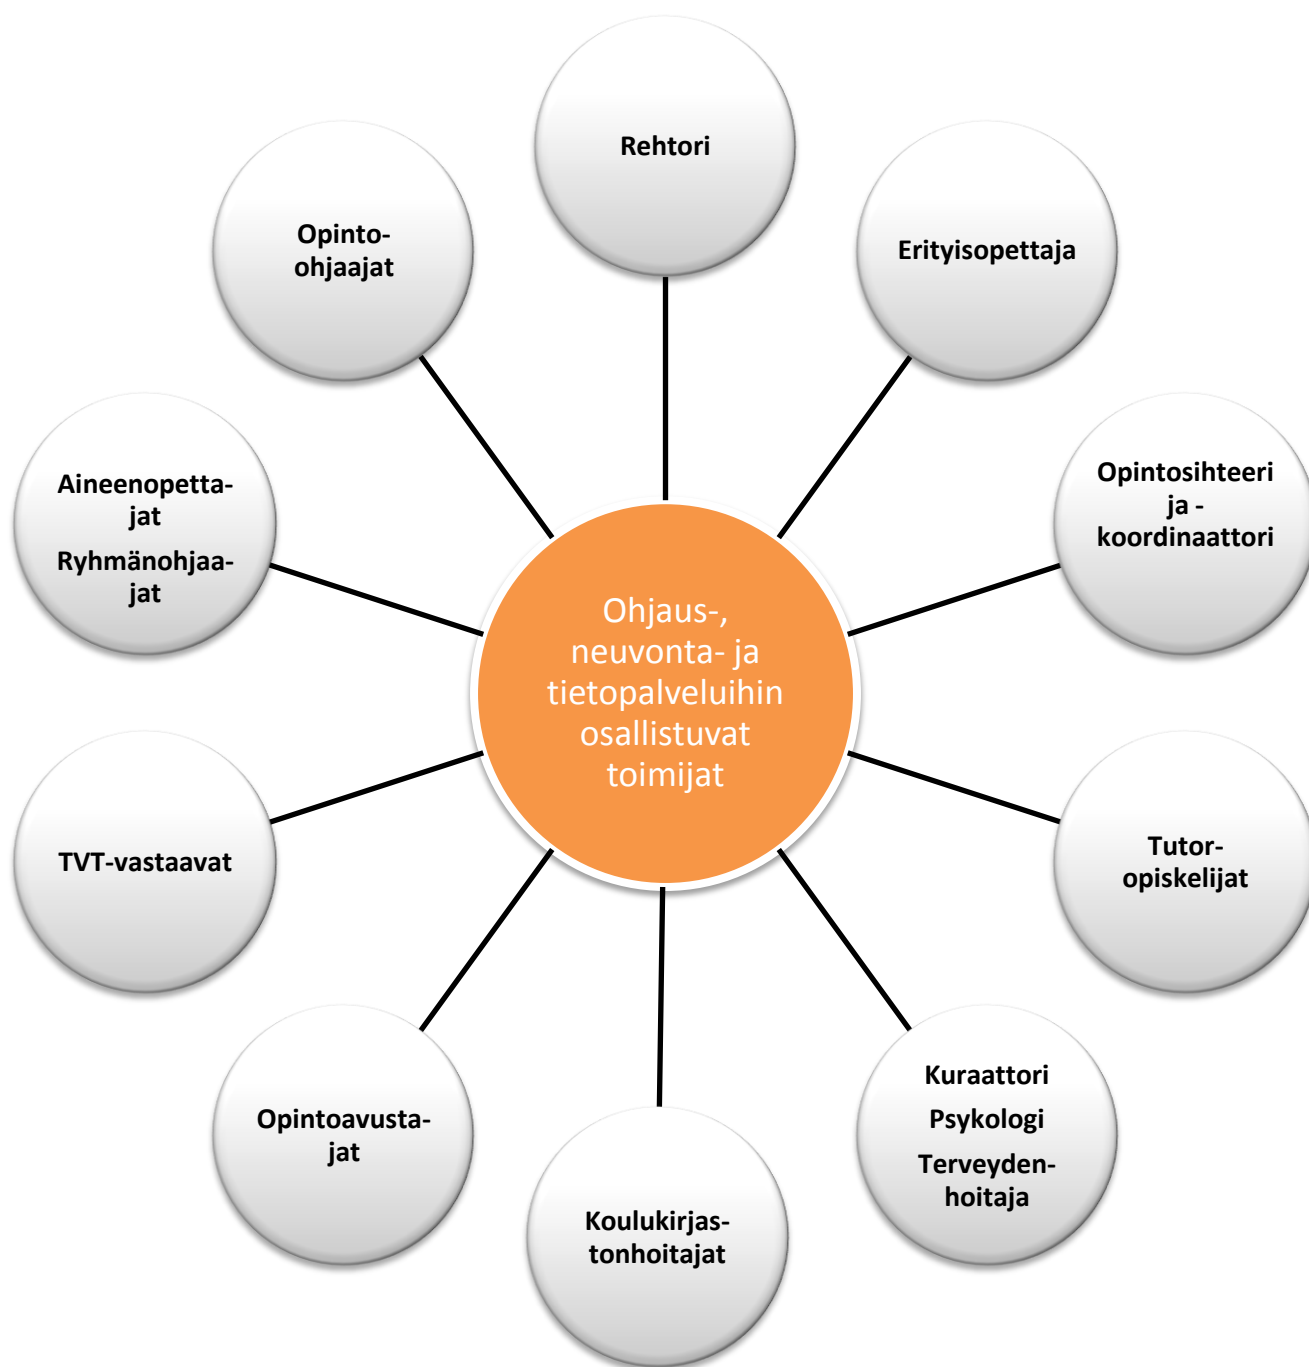 Rehtori
Opinto-
ohjaajat
Erityisopettaja
Aineenopetta-
jat
Ryhmänohjaa-
jat
Opintosihteeri
ja -
koordinaattori
Ohjaus-,
neuvonta- ja
tietopalveluihin
osallistuvat
toimijat
TVT-vastaavat
Tutor-
opiskelijat
Opintoavusta-
jat
Kuraattori
Psykologi
Terveyden-
hoitaja
Koulukirjas-
tonhoitajat